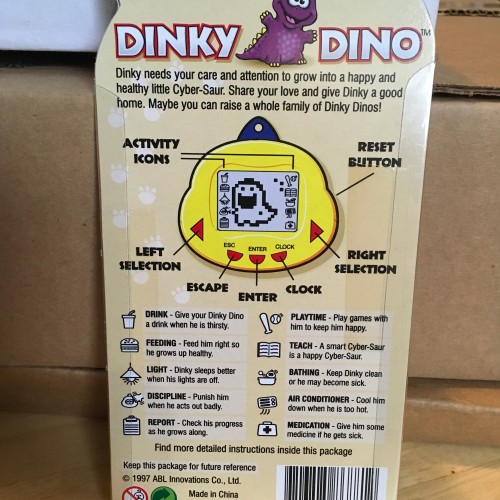 DINKY DINO™
Dinky needs your care and attention to grow into a happy and
healthy little Cyber-Saur. Share your love and give Dinky a good
home. Maybe you can raise a whole family of Dinky Dinos!
ACTIVITY
ICONS
RESET
BUTTON
ESC
ENTER
CLOCK
LEFT
SELECTION
RIGHT
SELECTION
ESCAPE
ENTER
CLOCK
DRINK - Give your Dinky Dino
a drink when he is thirsty.
FEEDING - Feed him right so
he grows up healthy.
LIGHT - Dinky sleeps better
when his lights are off.
DISCIPLINE - Punish him
when he acts out badly.
REPORT - Check his progress
as he grows along.
PLAYTIME - Play games with
him to keep him happy.
TEACH - A smart Cyber-Saur
is a happy Cyber-Saur.
BATHING - Keep Dinky clean
or he may become sick.
AIR CONDITIONER - Cool him
down when he is too hot.
MEDICATION - Give him some
medicine if he gets sick.
Find more detailed instructions inside this package
Keep this package for future reference
© 1997 ABL Innovations Co., Ltd.
Made in China